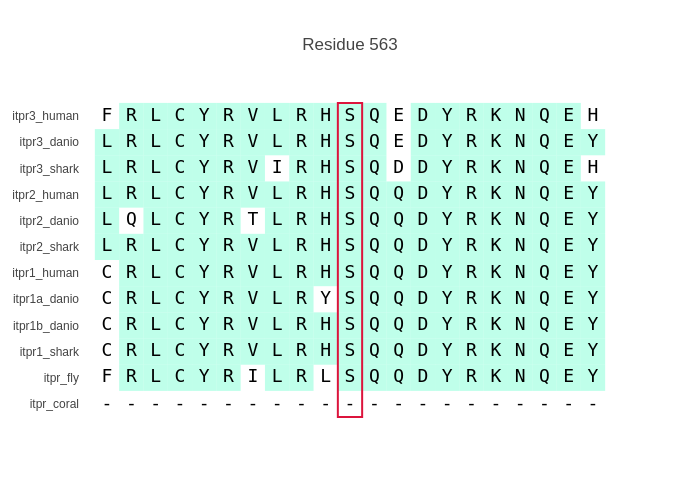 Residue 563
itpr3_human F R L C Y R V L R H S Q E D Y R K N Q E H
itpr3_danio L R L C Y R V L R H S Q E D Y R K N Q E Y
itpr3_shark L R L C Y R V I R H S Q D D Y R K N Q E H
itpr2_human L R L C Y R V L R H S Q Q D Y R K N Q E Y
itpr2_danio L Q L C Y R T L R H S Q Q D Y R K N Q E Y
itpr2_shark L R L C Y R V L R H S Q Q D Y R K N Q E Y
itpr1_human C R L C Y R V L R H S Q Q D Y R K N Q E Y
itpr1a_danio C R L C Y R V L R Y S Q Q D Y R K N Q E Y
itpr1b_danio C R L C Y R V L R H S Q Q D Y R K N Q E Y
itpr1_shark C R L C Y R V L R H S Q Q D Y R K N Q E Y
itpr_fly F R L C Y R I L R L S Q Q D Y R K N Q E Y
itpr_coral - - - - - - - - - - - - - - - - - - - - -